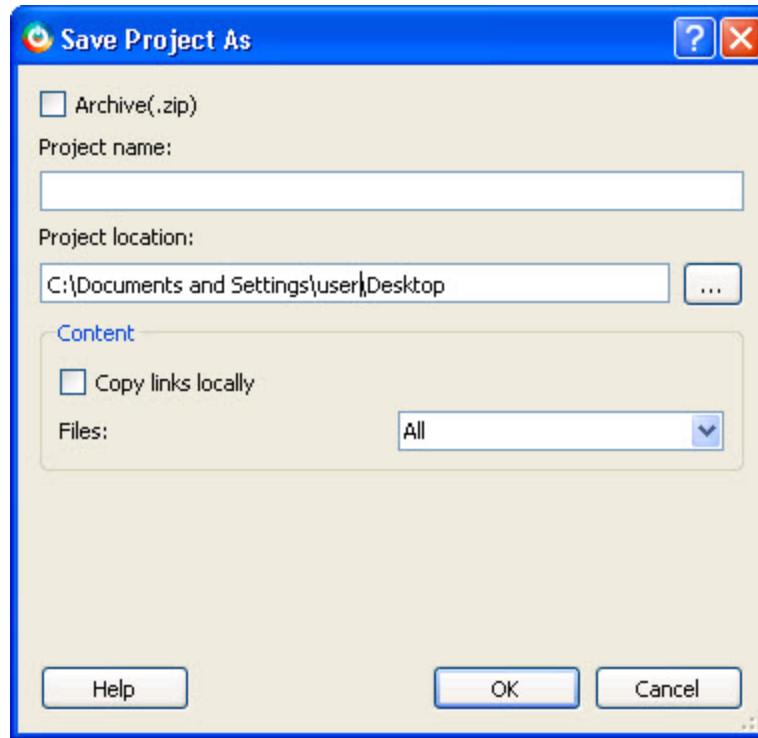 Save Project As
Archive(.zip)
Project name:
Project location:
C:\Documents and Settings\user\Desktop
...
Content
Copy links locally
Files:
All
Help
OK
Cancel